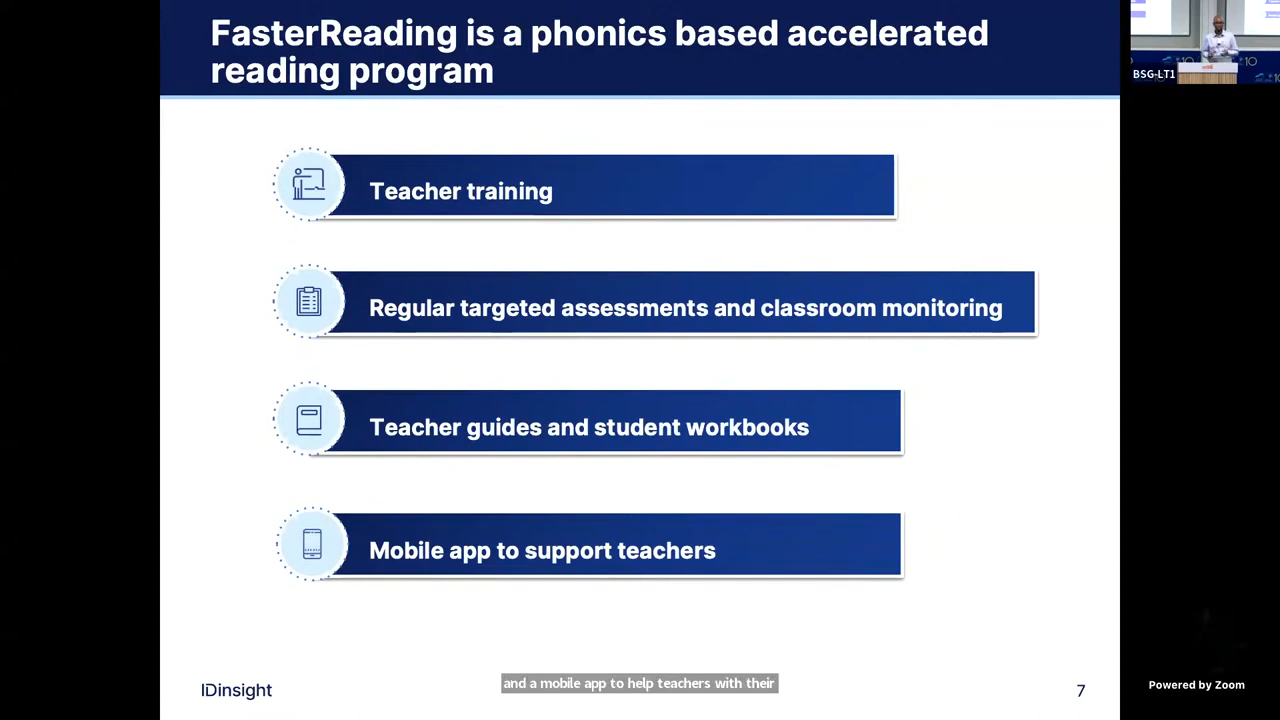 FasterReading is a phonics based accelerated
reading program
BSG-LT1
Teacher training
Regular targeted assessments and classroom monitoring
Teacher guides and student workbooks
Mobile app to support teachers
and a mobile app to help teachers with their
IDinsight
7
Powered by Zoom